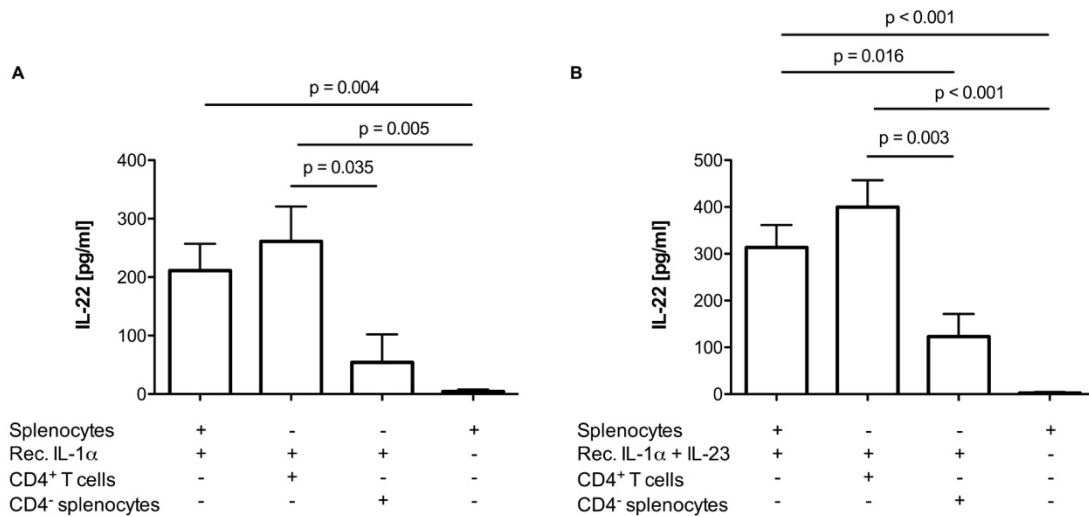 A
p = 0.004
p = 0.005
p = 0.035
IL-22 [pg/ml]
400
300
200
100
0
Splenocytes + - - +
Rec. IL-1α + + + -
CD4⁺ T cells - + - -
CD4⁻ splenocytes - - + -
B
p < 0.001
p = 0.016
p <0.001
p = 0.003
IL-22 [pg/ml]
500
400
300
200
100
0
Splenocytes + - - +
Rec. IL-1α + IL-23 + + + -
CD4⁺ T cells - + - -
CD4⁻ splenocytes - - + -